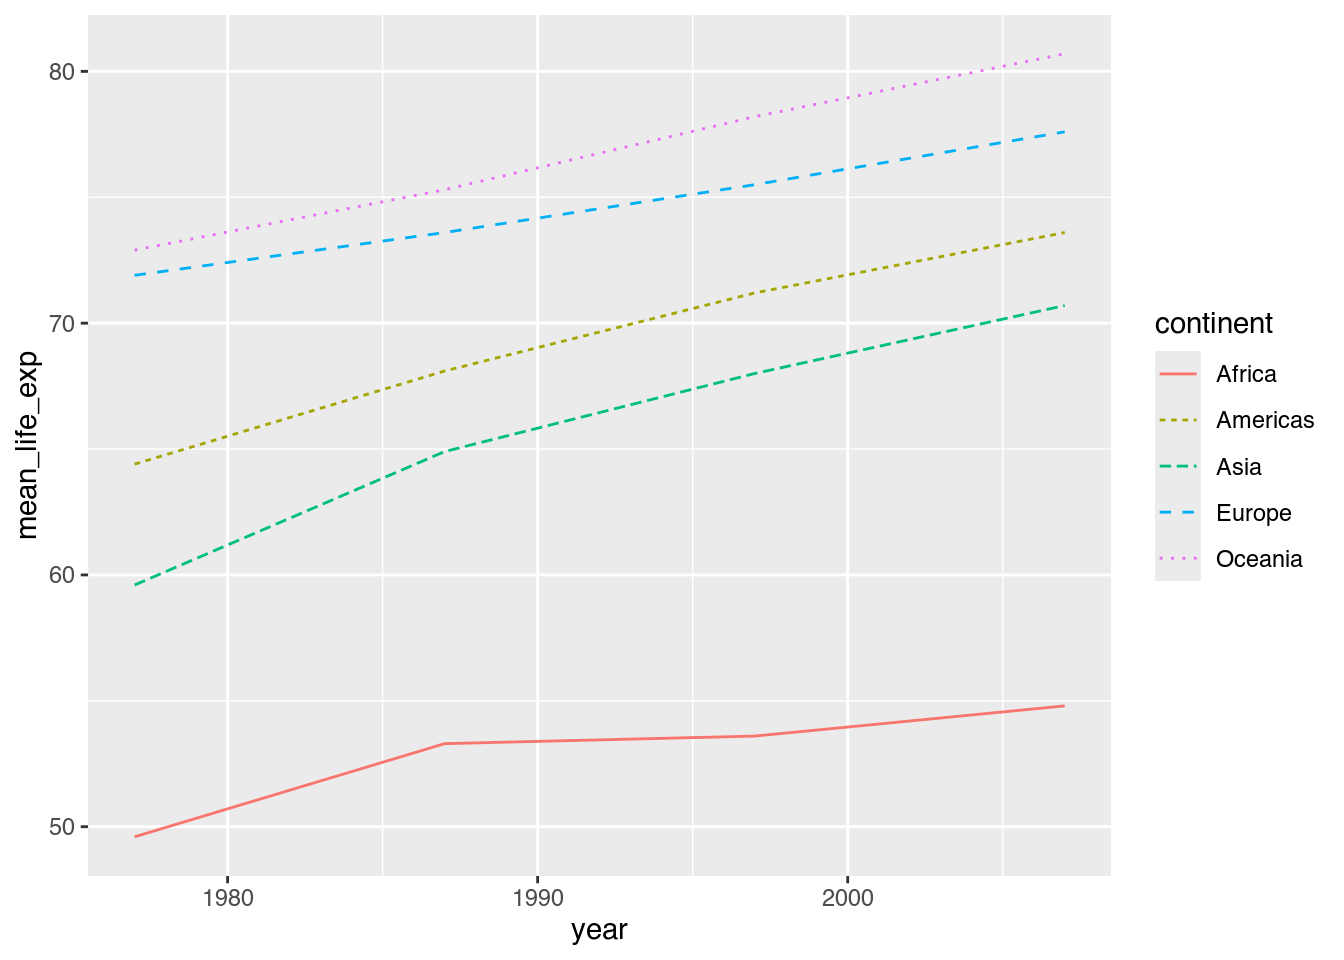 80
70
60
50
mean_life_exp
1980 1990 2000
year
continent
Africa
Americas
Asia
Europe
Oceania